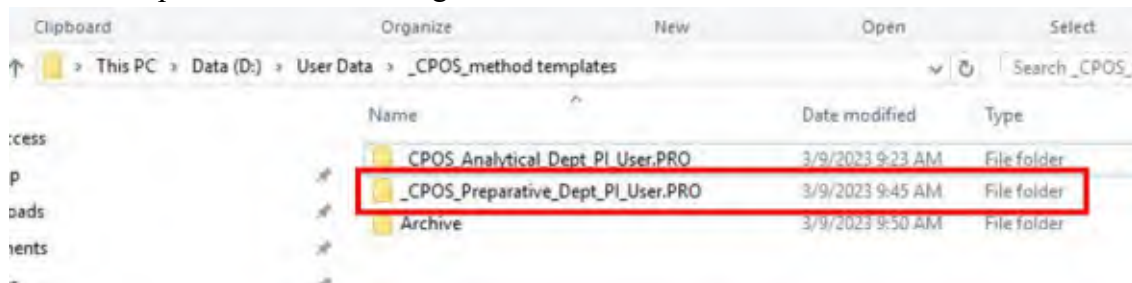 Clipboard Organize New Open Select
This PC > Data (D:) > User Data > _CPOS_method templates Search _CPOS_
Name Date modified Type
ccess
_CPOS_Analytical_Dept_PI_User.PRO 3/9/2023 9:23 AM File folder
p
_CPOS_Preparative_Dept_PI_User.PRO 3/9/2023 9:45 AM File folder
oads
Archive 3/9/2023 9:50 AM File folder
nents